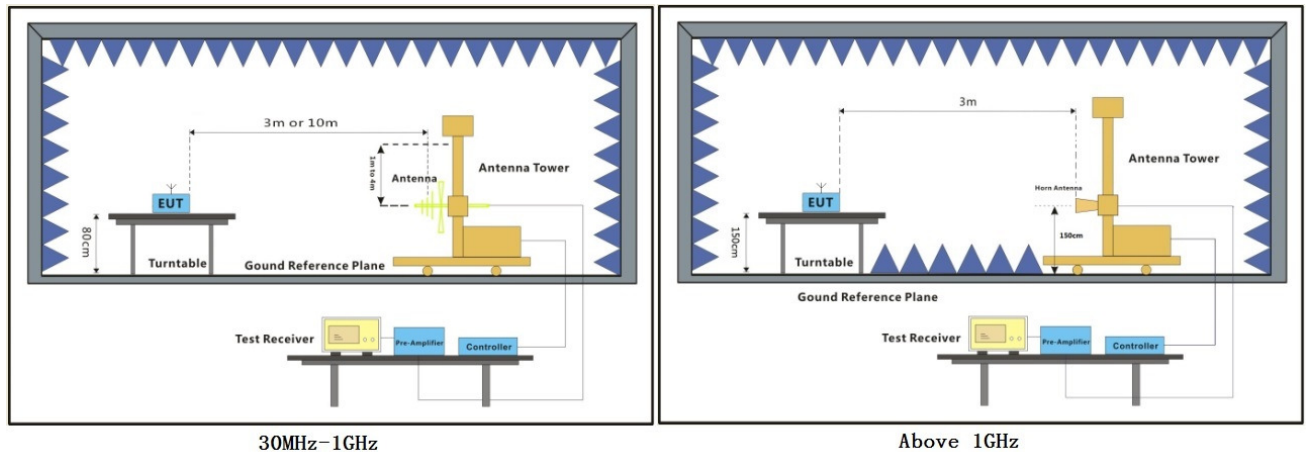 3m or 10m
1m to 4m
Antenna
Antenna Tower
EUT
80cm
Turntable
Gound Reference Plane
Test Receiver
Pre-Amplifier
Controller
30MHz-1GHz
3m
Antenna Tower
Horn Antenna
EUT
150cm
150cm
Turntable
Gound Reference Plane
Test Receiver
Pre-Amplifier
Controller
Above 1GHz